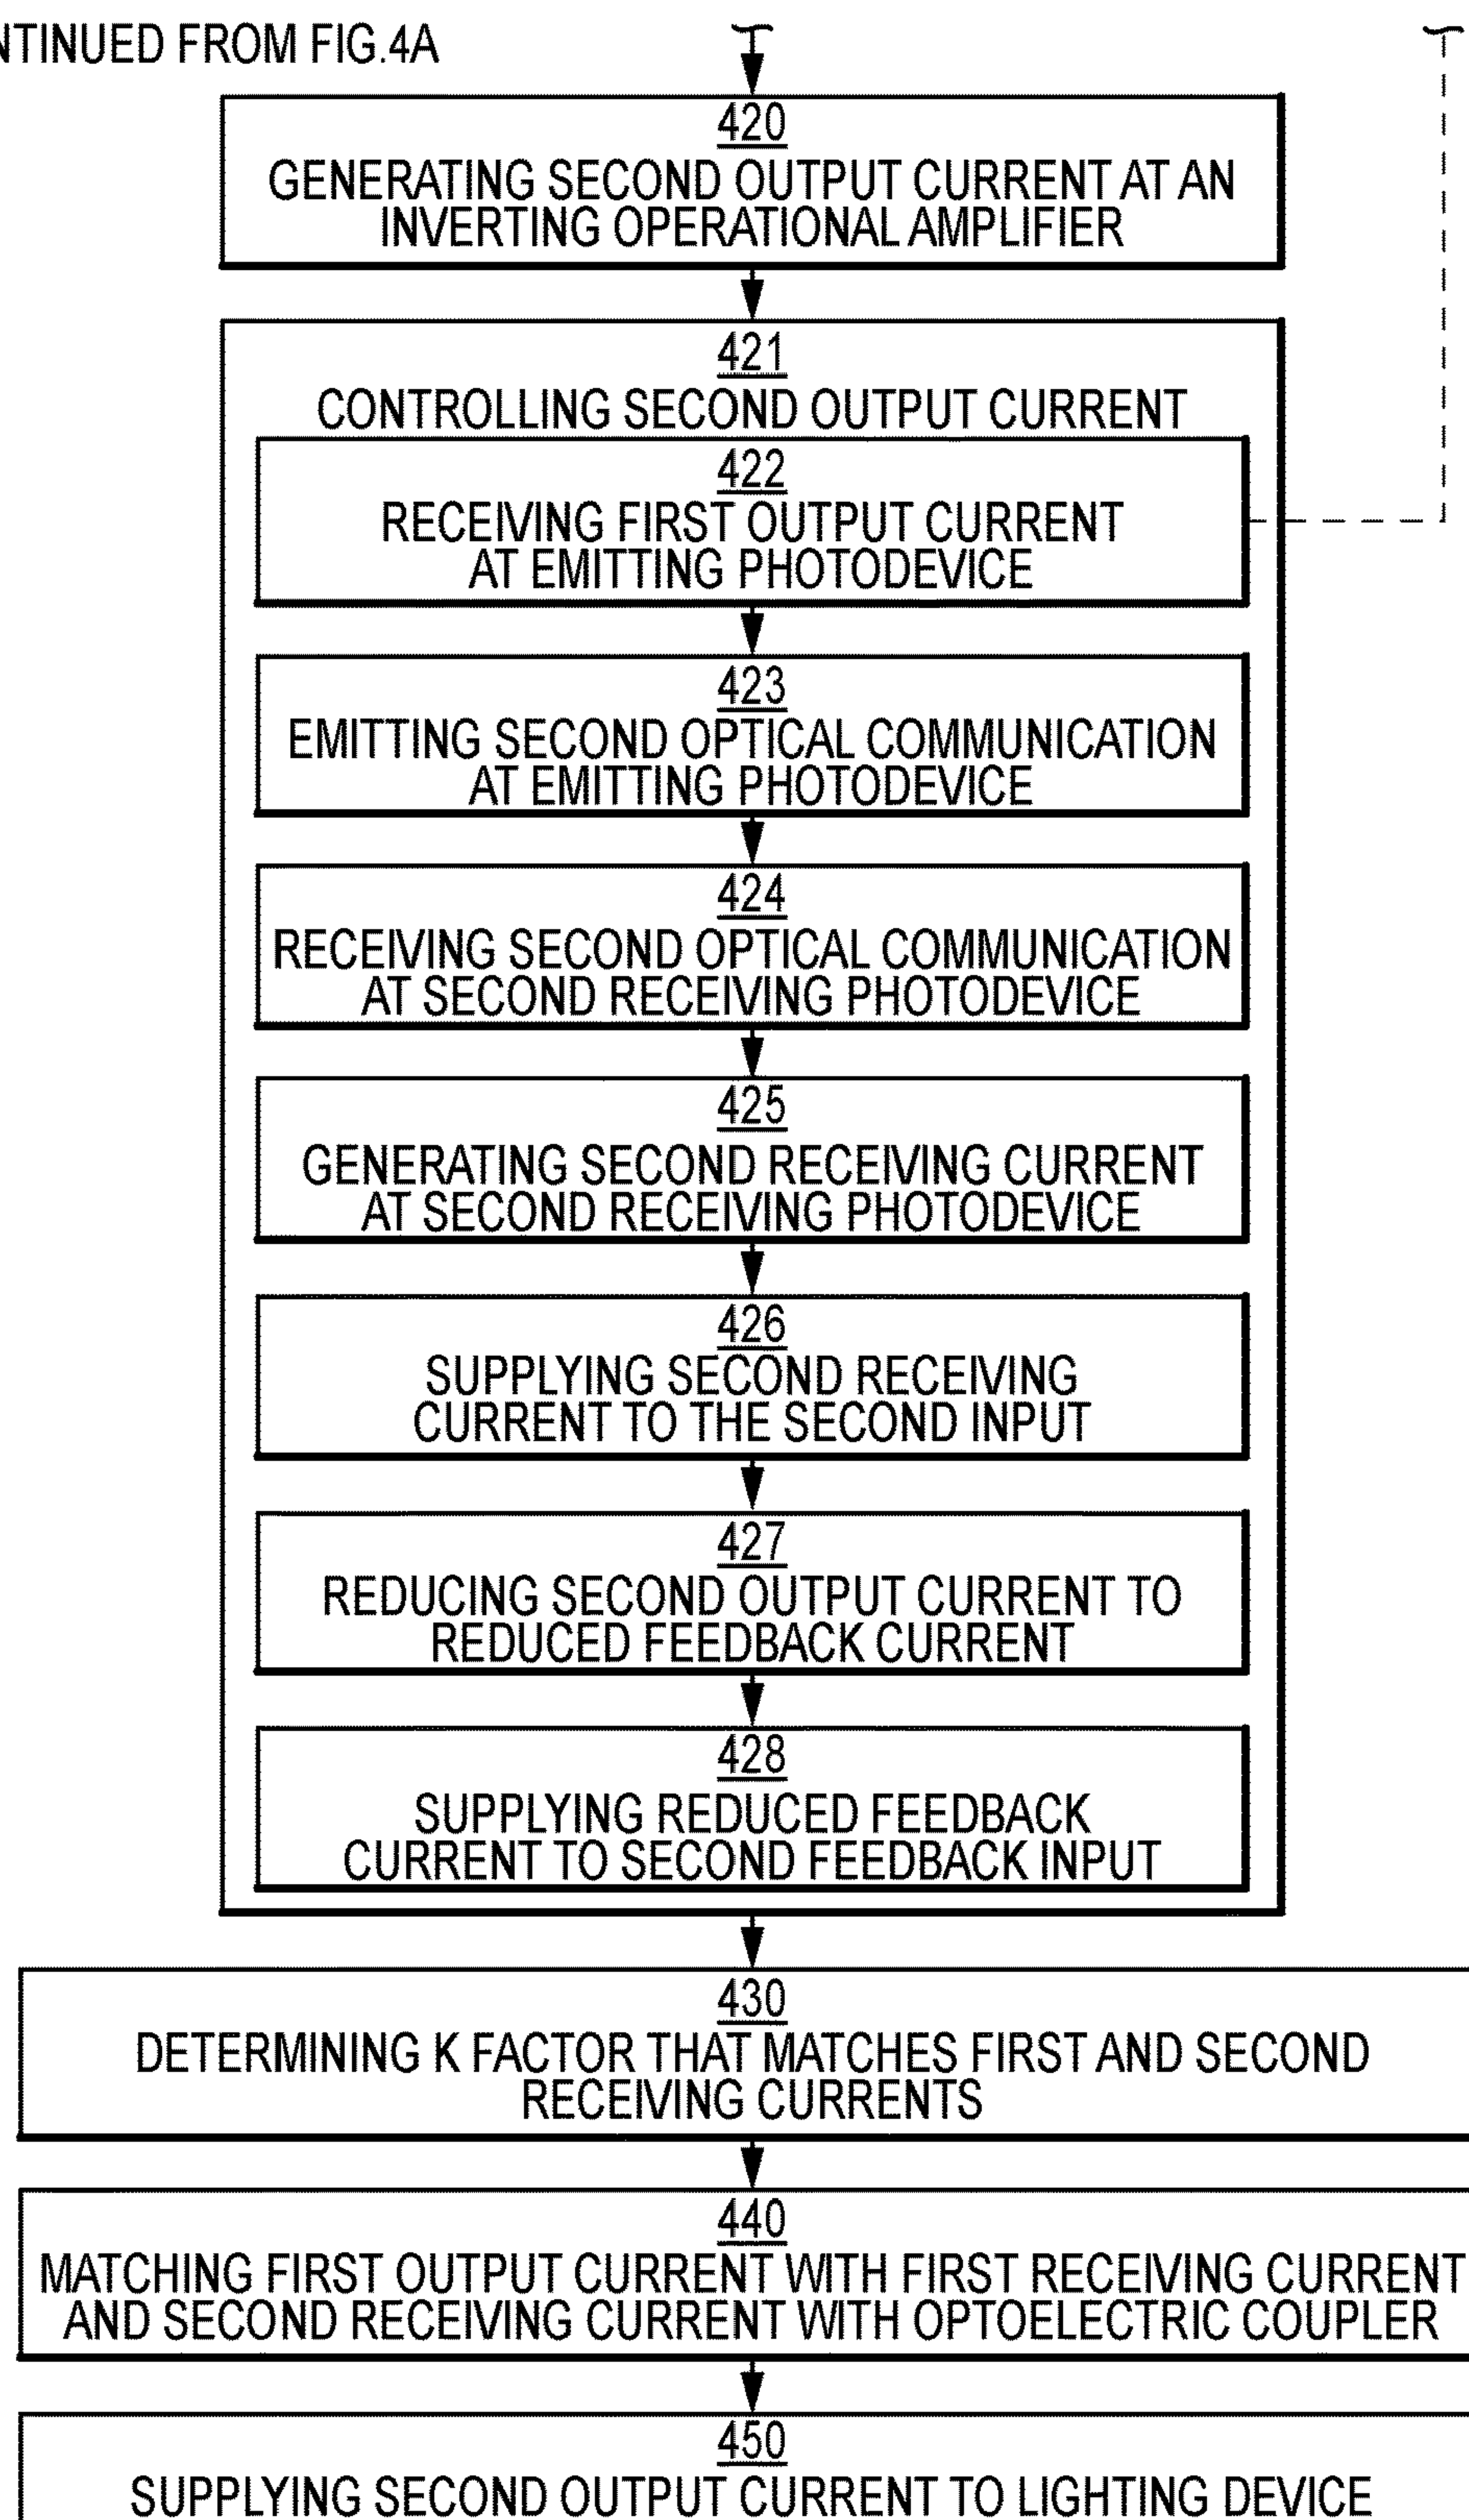 NTINUED FROM FIG.4A
420
GENERATING SECOND OUTPUT CURRENT AT AN
INVERTING OPERATIONAL AMPLIFIER
421
CONTROLLING SECOND OUTPUT CURRENT
422
RECEIVING FIRST OUTPUT CURRENT
AT EMITTING PHOTODEVICE
423
EMITTING SECOND OPTICAL COMMUNICATION
AT EMITTING PHOTODEVICE
424
RECEIVING SECOND OPTICAL COMMUNICATION
AT SECOND RECEIVING PHOTODEVICE
425
GENERATING SECOND RECEIVING CURRENT
AT SECOND RECEIVING PHOTODEVICE
426
SUPPLYING SECOND RECEIVING
CURRENT TO THE SECOND INPUT
427
REDUCING SECOND OUTPUT CURRENT TO
REDUCED FEEDBACK CURRENT
428
SUPPLYING REDUCED FEEDBACK
CURRENT TO SECOND FEEDBACK INPUT
430
DETERMINING K FACTOR THAT MATCHES FIRST AND SECOND
RECEIVING CURRENTS
440
MATCHING FIRST OUTPUT CURRENT WITH FIRST RECEIVING CURRENT
AND SECOND RECEIVING CURRENT WITH OPTOELECTRIC COUPLER
450
SUPPLYING SECOND OUTPUT CURRENT TO LIGHTING DEVICE